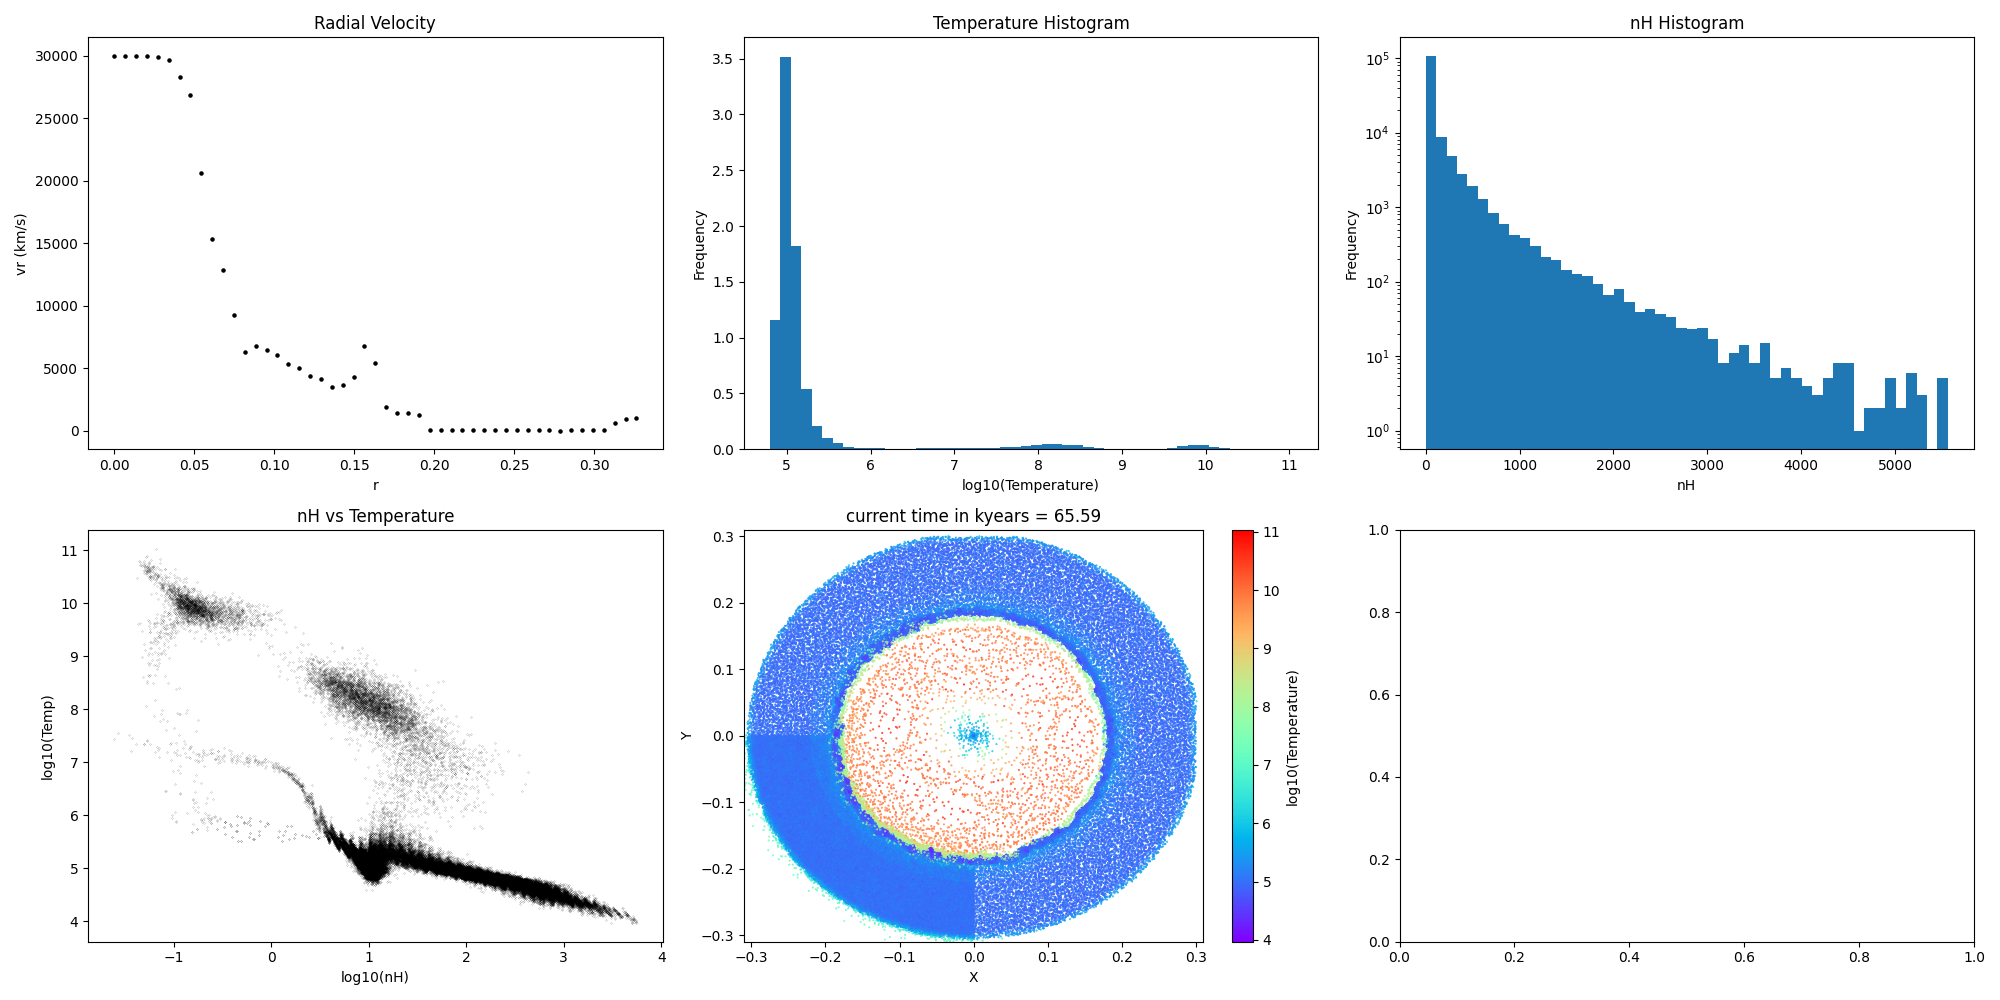 Radial Velocity
30000
25000
20000
15000
10000
5000
0
vr (km/s)
0.00 0.05 0.10 0.15 0.20 0.25 0.30
r
Temperature Histogram
3.5
3.0
2.5
2.0
1.5
1.0
0.5
0.0
Frequency
5 6 7 8 9 10 11
log10(Temperature)
nH Histogram
10⁵
10⁴
10³
10²
10¹
10⁰
Frequency
0 1000 2000 3000 4000 5000
nH
nH vs Temperature
11
10
9
8
7
6
5
4
log10(Temp)
−1 0 1 2 3 4
log10(nH)
current time in kyears = 65.59
0.3
0.2
0.1
0.0
−0.1
−0.2
−0.3
Y
−0.3 −0.2 −0.1 0.0 0.1 0.2 0.3
X
11
10
9
8
7
6
5
4
log10(Temperature)
1.0
0.8
0.6
0.4
0.2
0.0
0.0 0.2 0.4 0.6 0.8 1.0